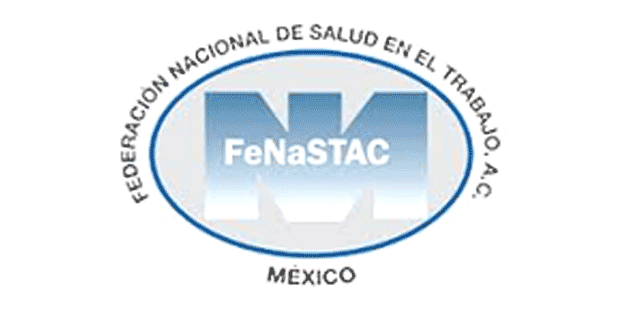 FEDERACIÓN NACIONAL DE SALUD EN EL TRABAJO, A.C.
FeNaSTAC
MÉXICO